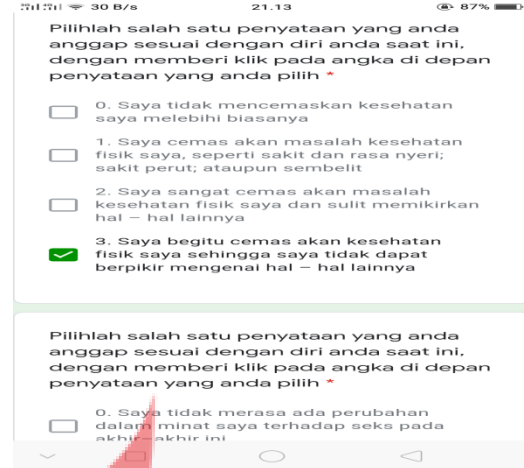 30 B/s 21.13 87%
Pilihlah salah satu penyataan yang anda
anggap sesuai dengan diri anda saat ini,
dengan memberi klik pada angka di depan
penyataan yang anda pilih *
0. Saya tidak mencemaskan kesehatan
saya melebihi biasanya
1. Saya cemas akan masalah kesehatan
fisik saya, seperti sakit dan rasa nyeri;
sakit perut; ataupun sembelit
2. Saya sangat cemas akan masalah
kesehatan fisik saya dan sulit memikirkan
hal – hal lainnya
3. Saya begitu cemas akan kesehatan
fisik saya sehingga saya tidak dapat
berpikir mengenai hal – hal lainnya
Pilihlah salah satu penyataan yang anda
anggap sesuai dengan diri anda saat ini,
dengan memberi klik pada angka di depan
penyataan yang anda pilih *
0. Saya tidak merasa ada perubahan
dalam minat saya terhadap seks pada
akhir–akhir ini